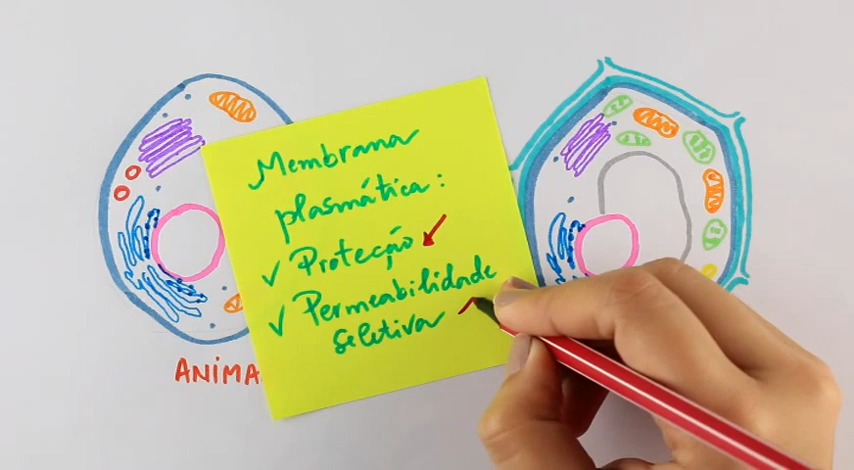 Membrana
plasmática:
✓ Proteção
✓ Permeabilidade
seletiva
ANIMA